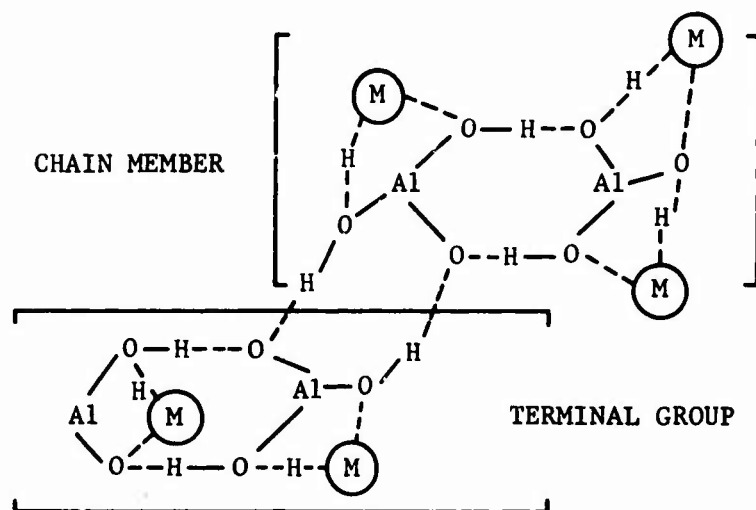 M
M
H
O—H--O
CHAIN MEMBER
H
Al
Al
O
O
H
O--H—O
H
M
O—H--O
H
H
Al
O
Al
M
TERMINAL GROUP
O--H—O--H--M